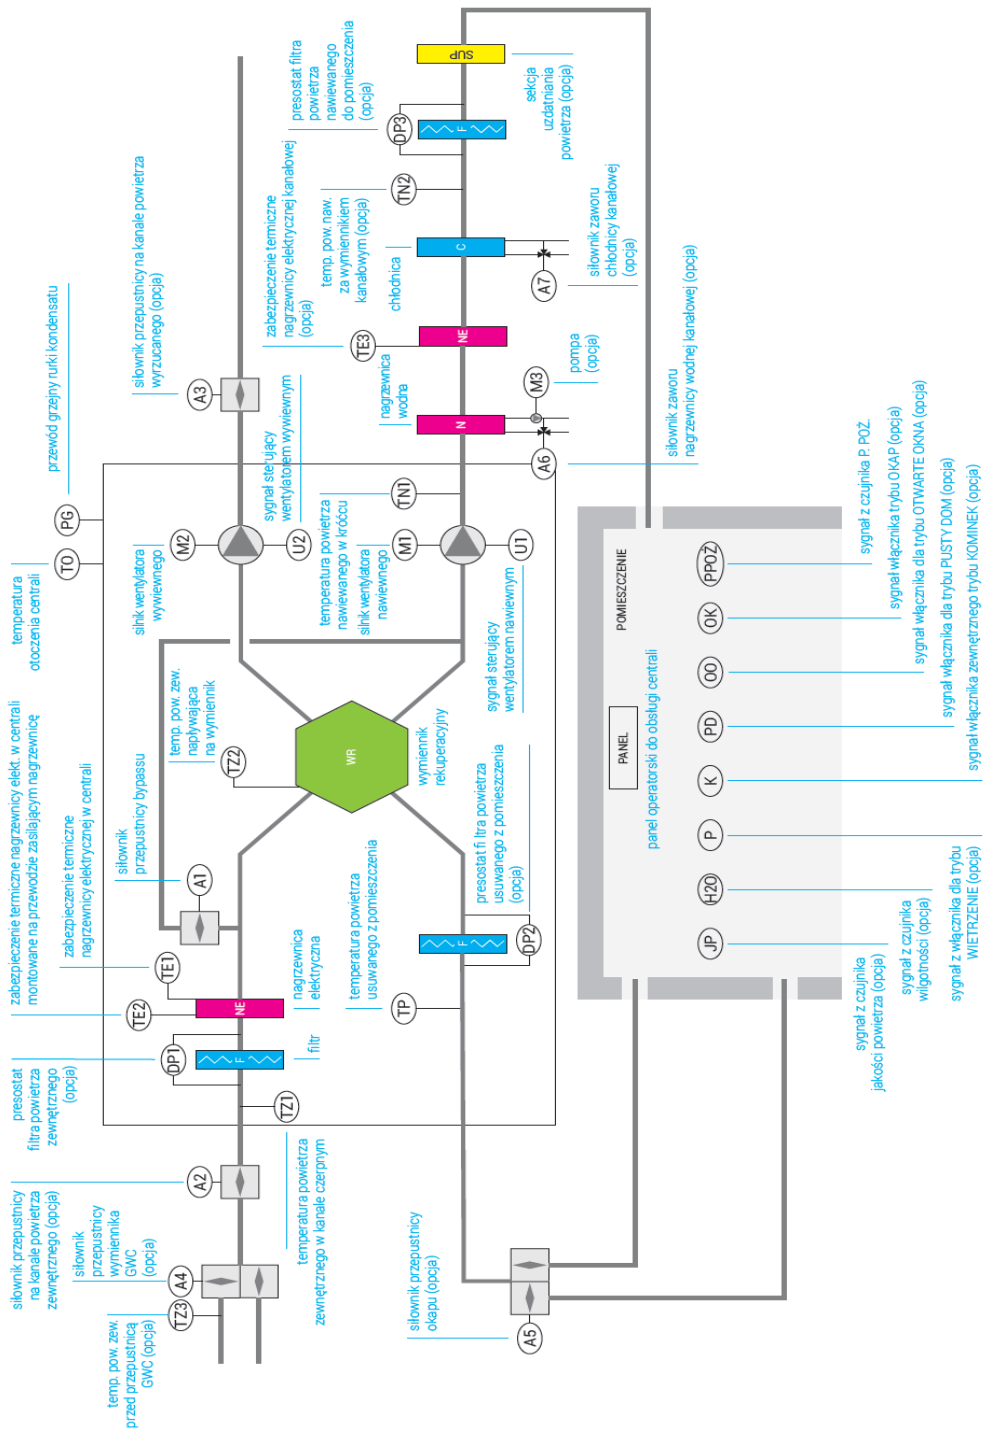 temp. pow. zew.
przed przepustnicą
GWC (opcja)
TZ3
A4
siłownik
przepustnicy
wymiennika
GWC
(opcja)
siłownik przepustnicy
na kanale powietrza
zewnętrznego (opcja)
A2
temperatura powietrza
zewnętrznego w kanale czerpnym
TZ1
presostat
filtra powietrza
zewnętrznego
(opcja)
DP1
F
filtr
TE2
TE1
NE
nagrzewnica
elektryczna
zabezpieczenie termiczne nagrzewnicy elekt. w centrali
montowane na przewodzie zasilającym nagrzewnicę
zabezpieczenie termiczne
nagrzewnicy elektrycznej w centrali
siłownik
przepustnicy bypassu
A1
temp. pow. zew.
napływająca
na wymiennik
TZ2
WR
wymiennik
rekuperacyjny
temperatura
otoczenia centrali
TO
PG
przewód grzejny rurki kondensatu
silnik wentylatora
wywiewnego
M2
U2
sygnał sterujący
wentylatorem wywiewnym
A3
siłownik przepustnicy na kanale powietrza
wyrzucanego (opcja)
siłownik przepustnicy
okapu (opcja)
A5
temperatura powietrza
usuwanego z pomieszczenia
TP
F
DP2
presostat fi ltra powietrza
usuwanego z pomieszczenia
(opcja)
silnik wentylatora
nawiewnego
M1
U1
sygnał sterujący
wentylatorem nawiewnym
temperatura powietrza
nawiewanego w króćcu
TN1
nagrzewnica
wodna
N
M3
pompa
(opcja)
A6
siłownik zaworu
nagrzewnicy wodnej kanałowej (opcja)
zabezpieczenie termiczne
nagrzewnicy elektrycznej kanałowej
(opcja)
TE3
NE
chłodnica
C
A7
siłownik zaworu
chłodnicy kanałowej
(opcja)
temp. pow. naw.
za wymiennikiem
kanałowym (opcja)
TN2
presostat filtra
powietrza
nawiewanego
do pomieszczenia
(opcja)
DP3
F
SUP
sekcja
uzdatniania
powietrza (opcja)
POMIESZCZENIE
PANEL
panel operatorski do obsługi centrali
JP
H2O
P
K
PD
OO
OK
PPOŻ
sygnał z czujnika
jakości powietrza (opcja)
sygnał z czujnika
wilgotności (opcja)
sygnał z włącznika dla trybu
WIETRZENIE (opcja)
sygnał włącznika zewnętrznego trybu KOMINEK (opcja)
sygnał włącznika dla trybu PUSTY DOM (opcja)
sygnał włącznika dla trybu OTWARTE OKNA (opcja)
sygnał włącznika trybu OKAP (opcja)
sygnał z czujnika P. POŻ.